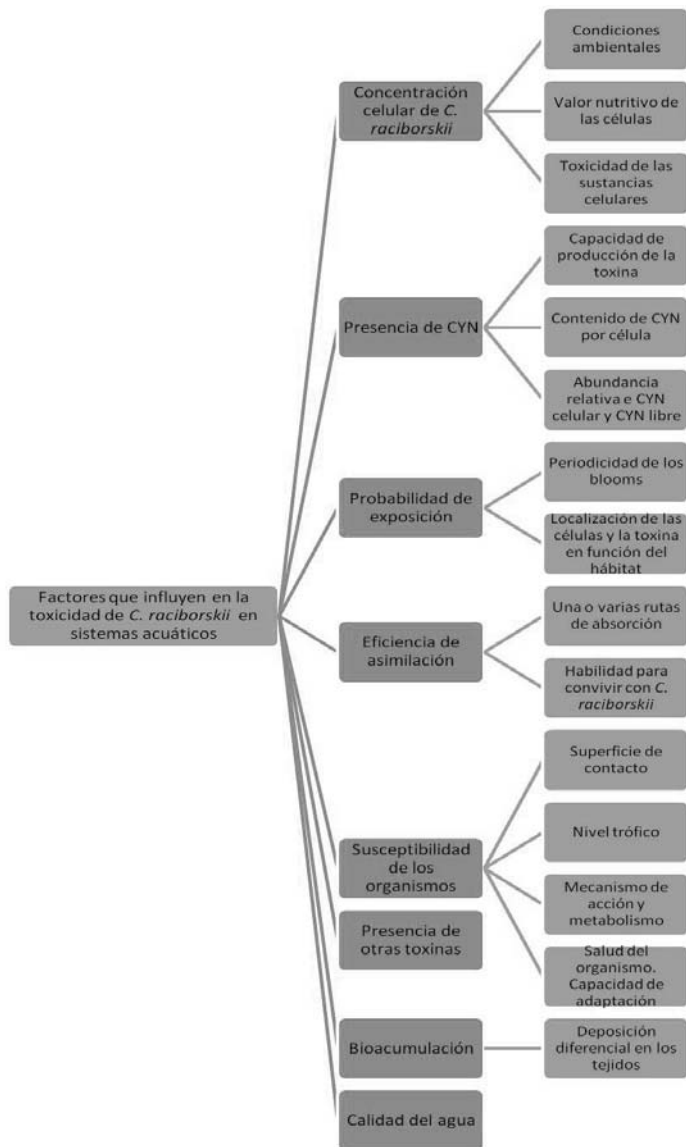 Factores que influyen en la
toxicidad de C. raciborskii en
sistemas acuáticos
Concentración
celular de C.
raciborskii
Condiciones
ambientales
Valor nutritivo de
las células
Toxicidad de las
sustancias
celulares
Presencia de CYN
Capacidad de
producción de la
toxina
Contenido de CYN
por célula
Abundancia
relativa e CYN
celular y CYN libre
Probabilidad de
exposición
Periodicidad de los
blooms
Localización de las
células y la toxina
en función del
hábitat
Eficiencia de
asimilación
Una o varias rutas
de absorción
Habilidad para
convivir con C.
raciborskii
Susceptibilidad
de los
organismos
Superficie de
contacto
Nivel trófico
Mecanismo de
acción y
metabolismo
Salud del
organismo.
Capacidad de
adaptación
Presencia de
otras toxinas
Bioacumulación
Deposición
diferencial en los
tejidos
Calidad del agua